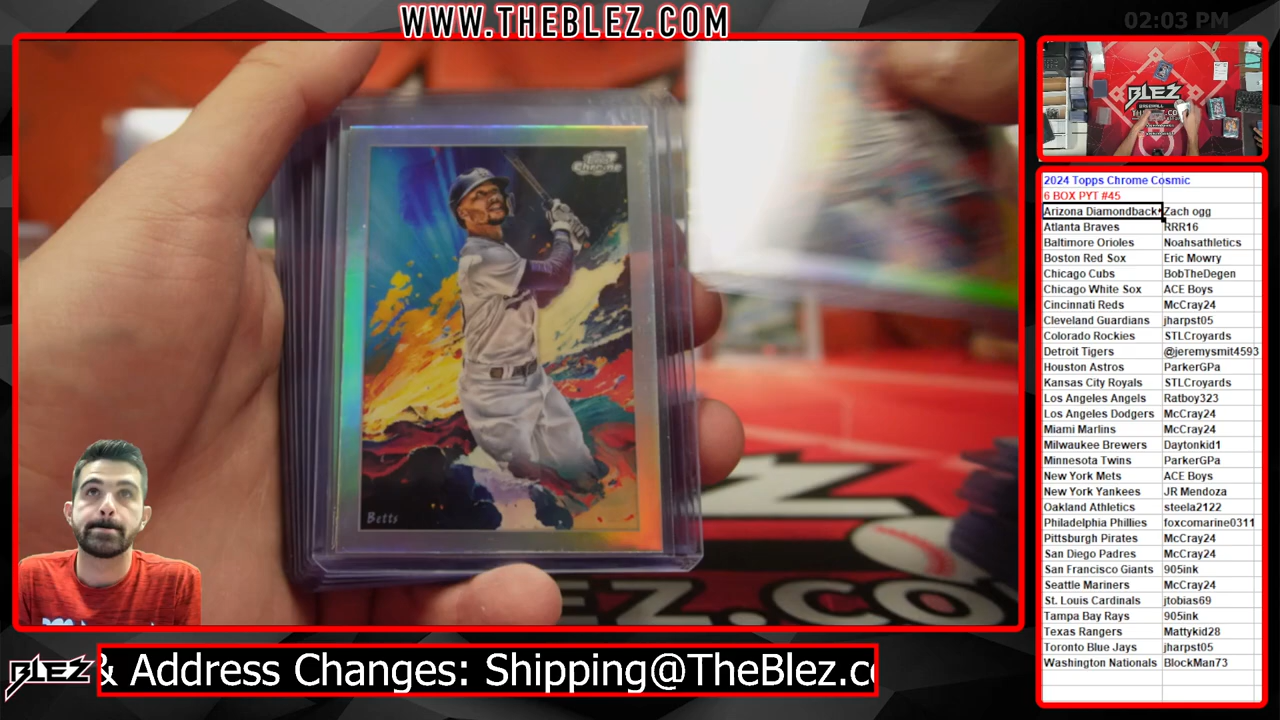 WWW.THEBLEZ.COM
02:03 PM
Topps
Chrome
Betts
EZ.CO
BLEZ
2024 Topps Chrome Cosmic
6 BOX PYT #45
Arizona Diamondback Zach ogg
Atlanta Braves RRR16
Baltimore Orioles Noahsathletics
Boston Red Sox Eric Mowry
Chicago Cubs BobTheDegen
Chicago White Sox ACE Boys
Cincinnati Reds McCray24
Cleveland Guardians jharpst05
Colorado Rockies STLCroyards
Detroit Tigers @jeremysmit4593
Houston Astros ParkerGPa
Kansas City Royals STLCroyards
Los Angeles Angels Ratboy323
Los Angeles Dodgers McCray24
Miami Marlins McCray24
Milwaukee Brewers Daytonkid1
Minnesota Twins ParkerGPa
New York Mets ACE Boys
New York Yankees JR Mendoza
Oakland Athletics steela2122
Philadelphia Phillies foxcomarine0311
Pittsburgh Pirates McCray24
San Diego Padres McCray24
San Francisco Giants 905ink
Seattle Mariners McCray24
St. Louis Cardinals jtobias69
Tampa Bay Rays 905ink
Texas Rangers Mattykid28
Toronto Blue Jays jharpst05
Washington Nationals BlockMan73
BLEZ
& Address Changes: Shipping@TheBlez.co